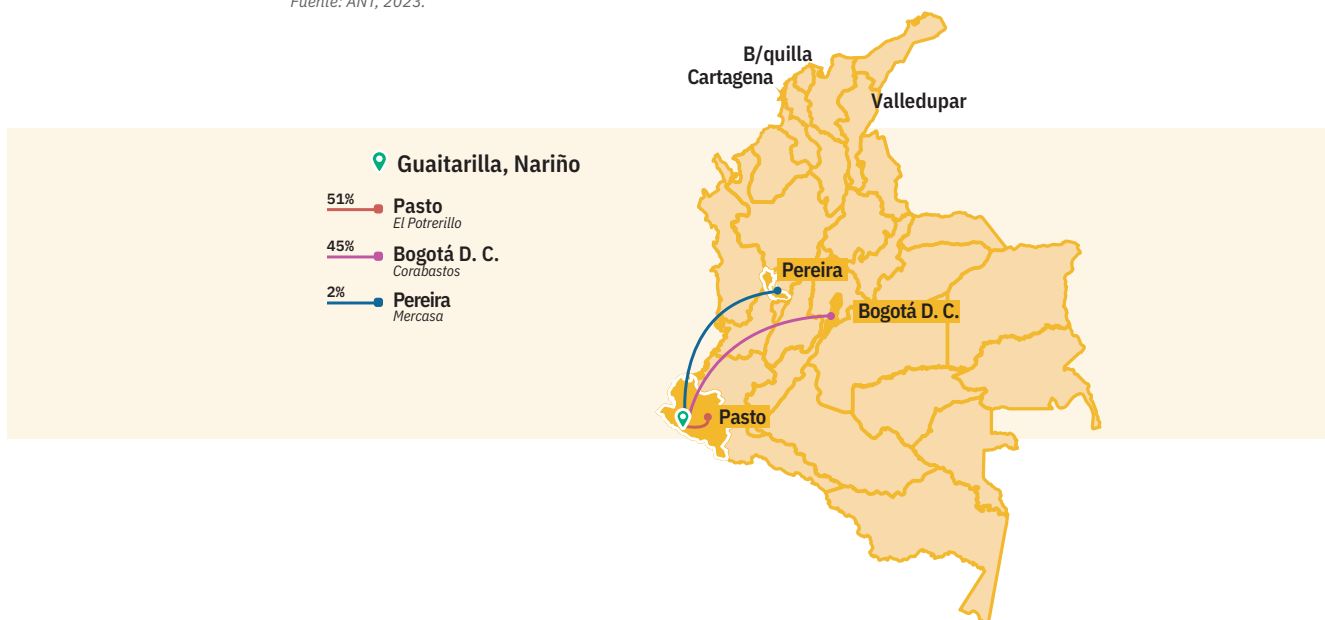 Fuente: ANT, 2023.
B/quilla
Cartagena
Valledupar
Guaitarilla, Nariño
51%
Pasto
El Potrerillo
45%
Bogotá D. C.
Corabastos
2%
Pereira
Mercasa
Pereira
Bogotá D. C.
Pasto